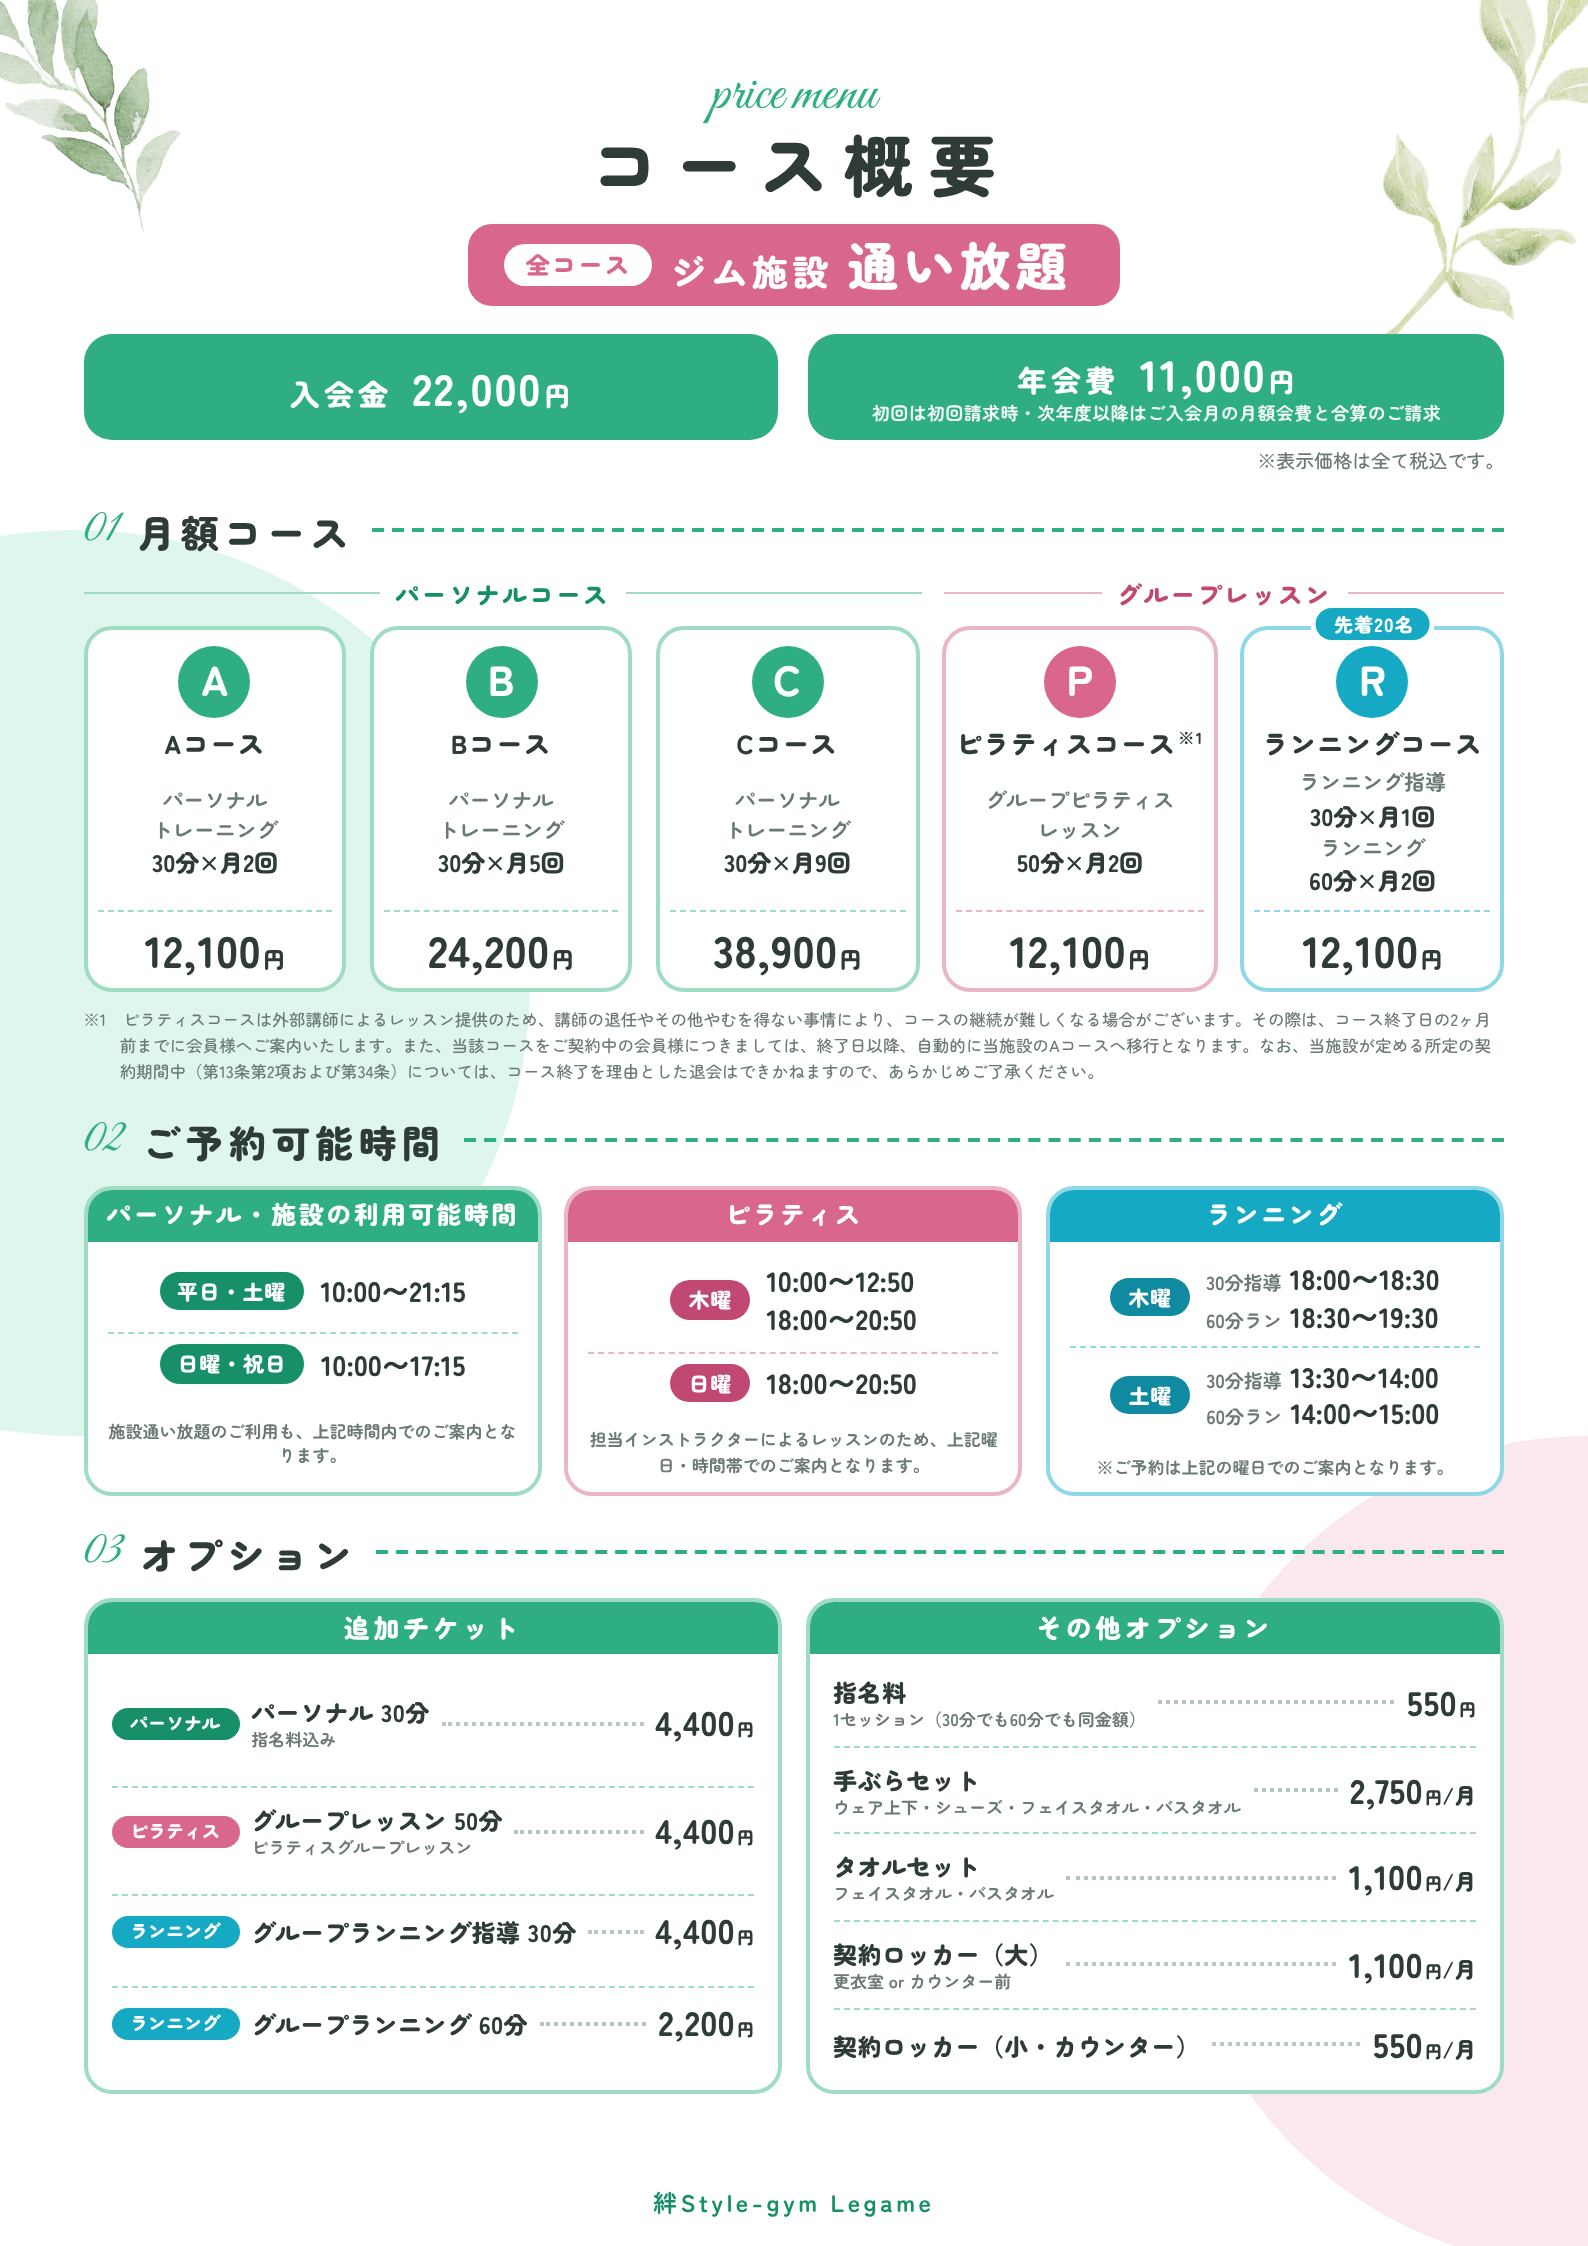 price menu
コース概要
全コース ジム施設 通い放題
入会金 22,000円
年会費 11,000円
初回は初回請求時・次年度以降はご入会月の月額会費と合算のご請求
※表示価格は全て税込です。
01 月額コース
パーソナルコース
グループレッスン
A
Aコース
パーソナル
トレーニング
30分×月2回
12,100円
B
Bコース
パーソナル
トレーニング
30分×月5回
24,200円
C
Cコース
パーソナル
トレーニング
30分×月9回
38,900円
P
ピラティスコース※1
グループピラティス
レッスン
50分×月2回
12,100円
先着20名
R
ランニングコース
ランニング指導
30分×月1回
ランニング
60分×月2回
12,100円
※1 ピラティスコースは外部講師によるレッスン提供のため、講師の退任やその他やむを得ない事情により、コースの継続が難しくなる場合がございます。その際は、コース終了日の2ヶ月
前までに会員様へご案内いたします。また、当該コースをご契約中の会員様につきましては、終了日以降、自動的に当施設のAコースへ移行となります。なお、当施設が定める所定の契
約期間中（第13条第2項および第34条）については、コース終了を理由とした退会はできかねますので、あらかじめご了承ください。
02 ご予約可能時間
パーソナル・施設の利用可能時間
平日・土曜 10:00〜21:15
日曜・祝日 10:00〜17:15
施設通い放題のご利用も、上記時間内でのご案内とな
ります。
ピラティス
木曜 10:00〜12:50
18:00〜20:50
日曜 18:00〜20:50
担当インストラクターによるレッスンのため、上記曜
日・時間帯でのご案内となります。
ランニング
木曜 30分指導 18:00〜18:30
60分ラン 18:30〜19:30
土曜 30分指導 13:30〜14:00
60分ラン 14:00〜15:00
※ご予約は上記の曜日でのご案内となります。
03 オプション
追加チケット
パーソナル パーソナル 30分 4,400円
指名料込み
ピラティス グループレッスン 50分 4,400円
ピラティスグループレッスン
ランニング グループランニング指導 30分 4,400円
ランニング グループランニング 60分 2,200円
その他オプション
指名料 550円
1セッション（30分でも60分でも同金額）
手ぶらセット 2,750円/月
ウェア上下・シューズ・フェイスタオル・バスタオル
タオルセット 1,100円/月
フェイスタオル・バスタオル
契約ロッカー（大） 1,100円/月
更衣室 or カウンター前
契約ロッカー（小・カウンター） 550円/月
絆Style-gym Legame